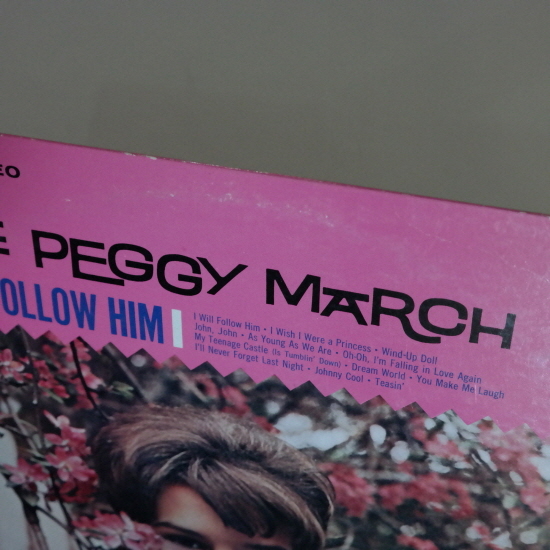 EO
E PEGGY MARCH
OLLOW HIM
I Will Follow Him • I Wish I Were a Princess • Wind-Up Doll
John, John • As Young As We Are • Oh-Oh, I'm Falling in Love Again
My Teenage Castle (Is Tumblin' Down) • Dream World • You Make Me Laugh
I'll Never Forget Last Night • Johnny Cool • Teasin'